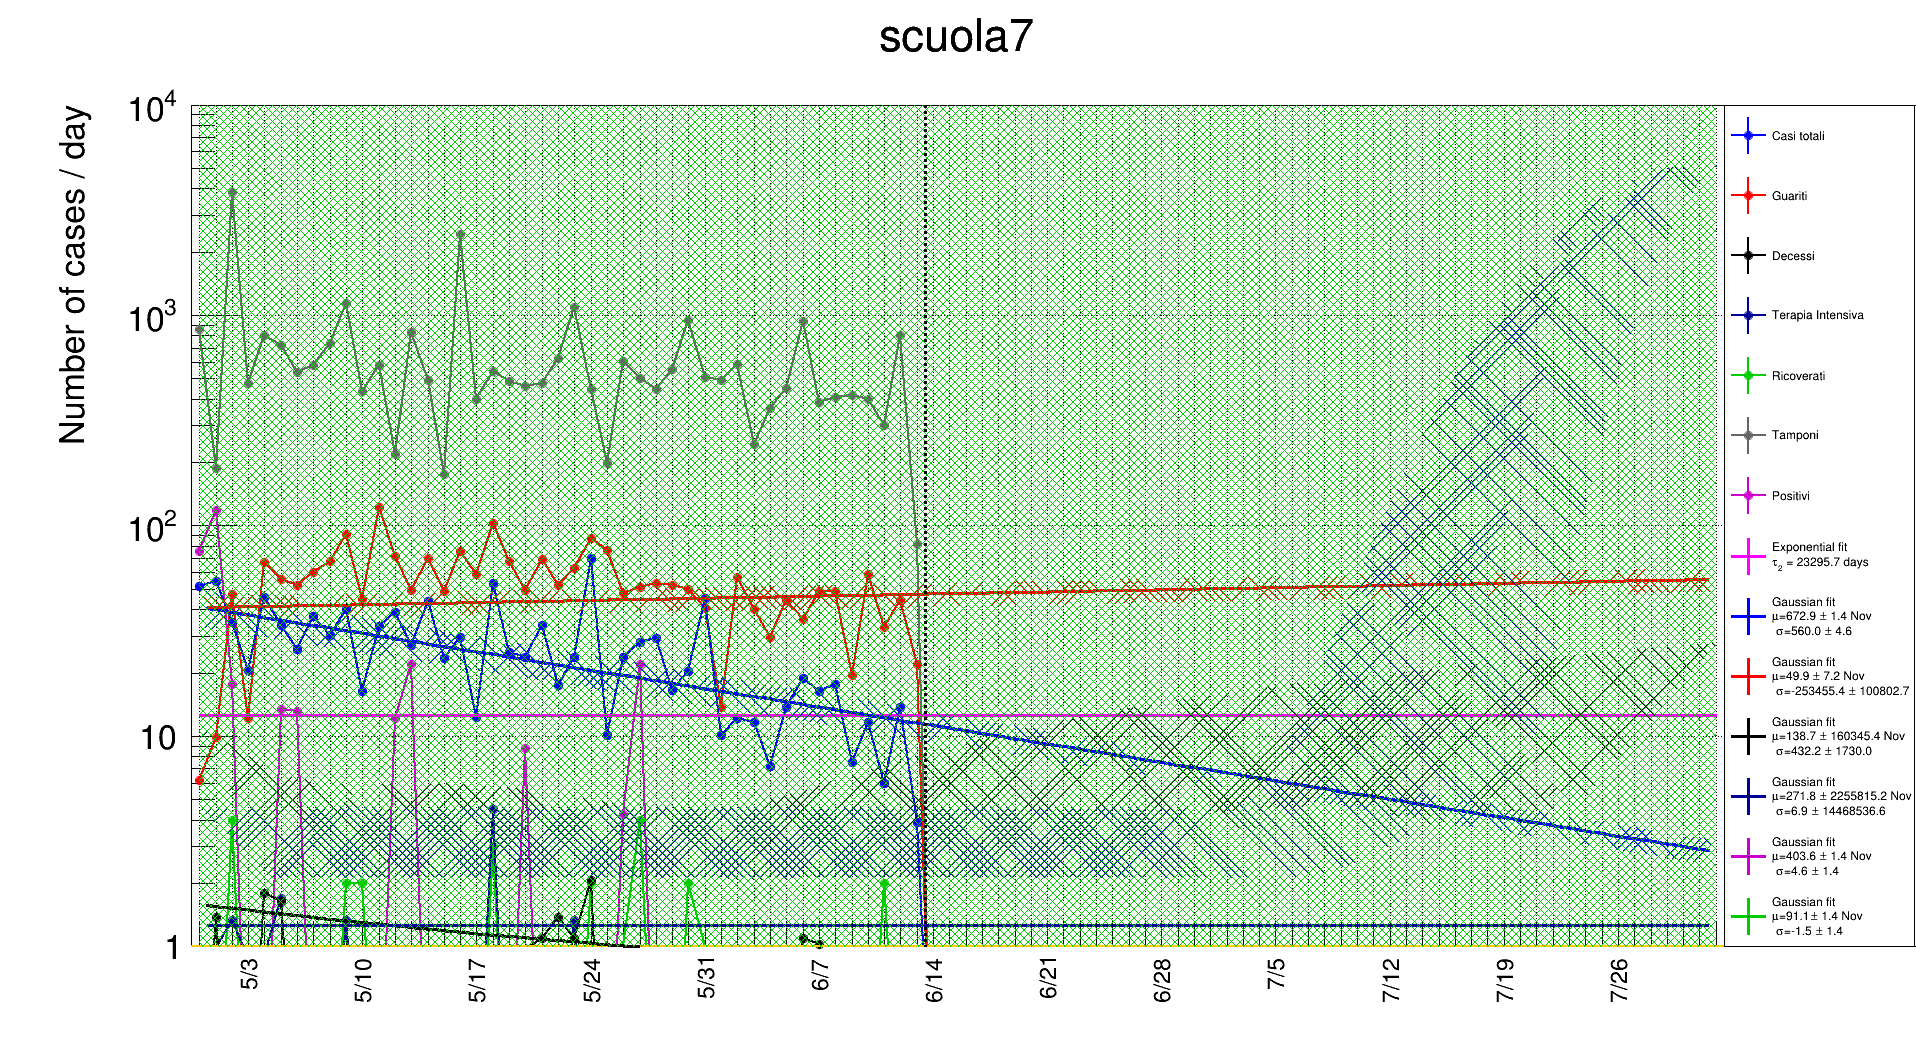 scuola7
Number of cases / day
10^4
10^3
10^2
10
1
5/3
5/10
5/17
5/24
5/31
6/7
6/14
6/21
6/28
7/5
7/12
7/19
7/26
Casi totali
Guariti
Decessi
Terapia Intensiva
Ricoverati
Tamponi
Positivi
Exponential fit
τ₂ = 23295.7 days
Gaussian fit
μ=672.9 ± 1.4 Nov
σ=560.0 ± 4.6
Gaussian fit
μ=49.9 ± 7.2 Nov
σ=-253455.4 ± 100802.7
Gaussian fit
μ=138.7 ± 160345.4 Nov
σ=432.2 ± 1730.0
Gaussian fit
μ=271.8 ± 2255815.2 Nov
σ=6.9 ± 14468536.6
Gaussian fit
μ=403.6 ± 1.4 Nov
σ=4.6 ± 1.4
Gaussian fit
μ=91.1 ± 1.4 Nov
σ=-1.5 ± 1.4